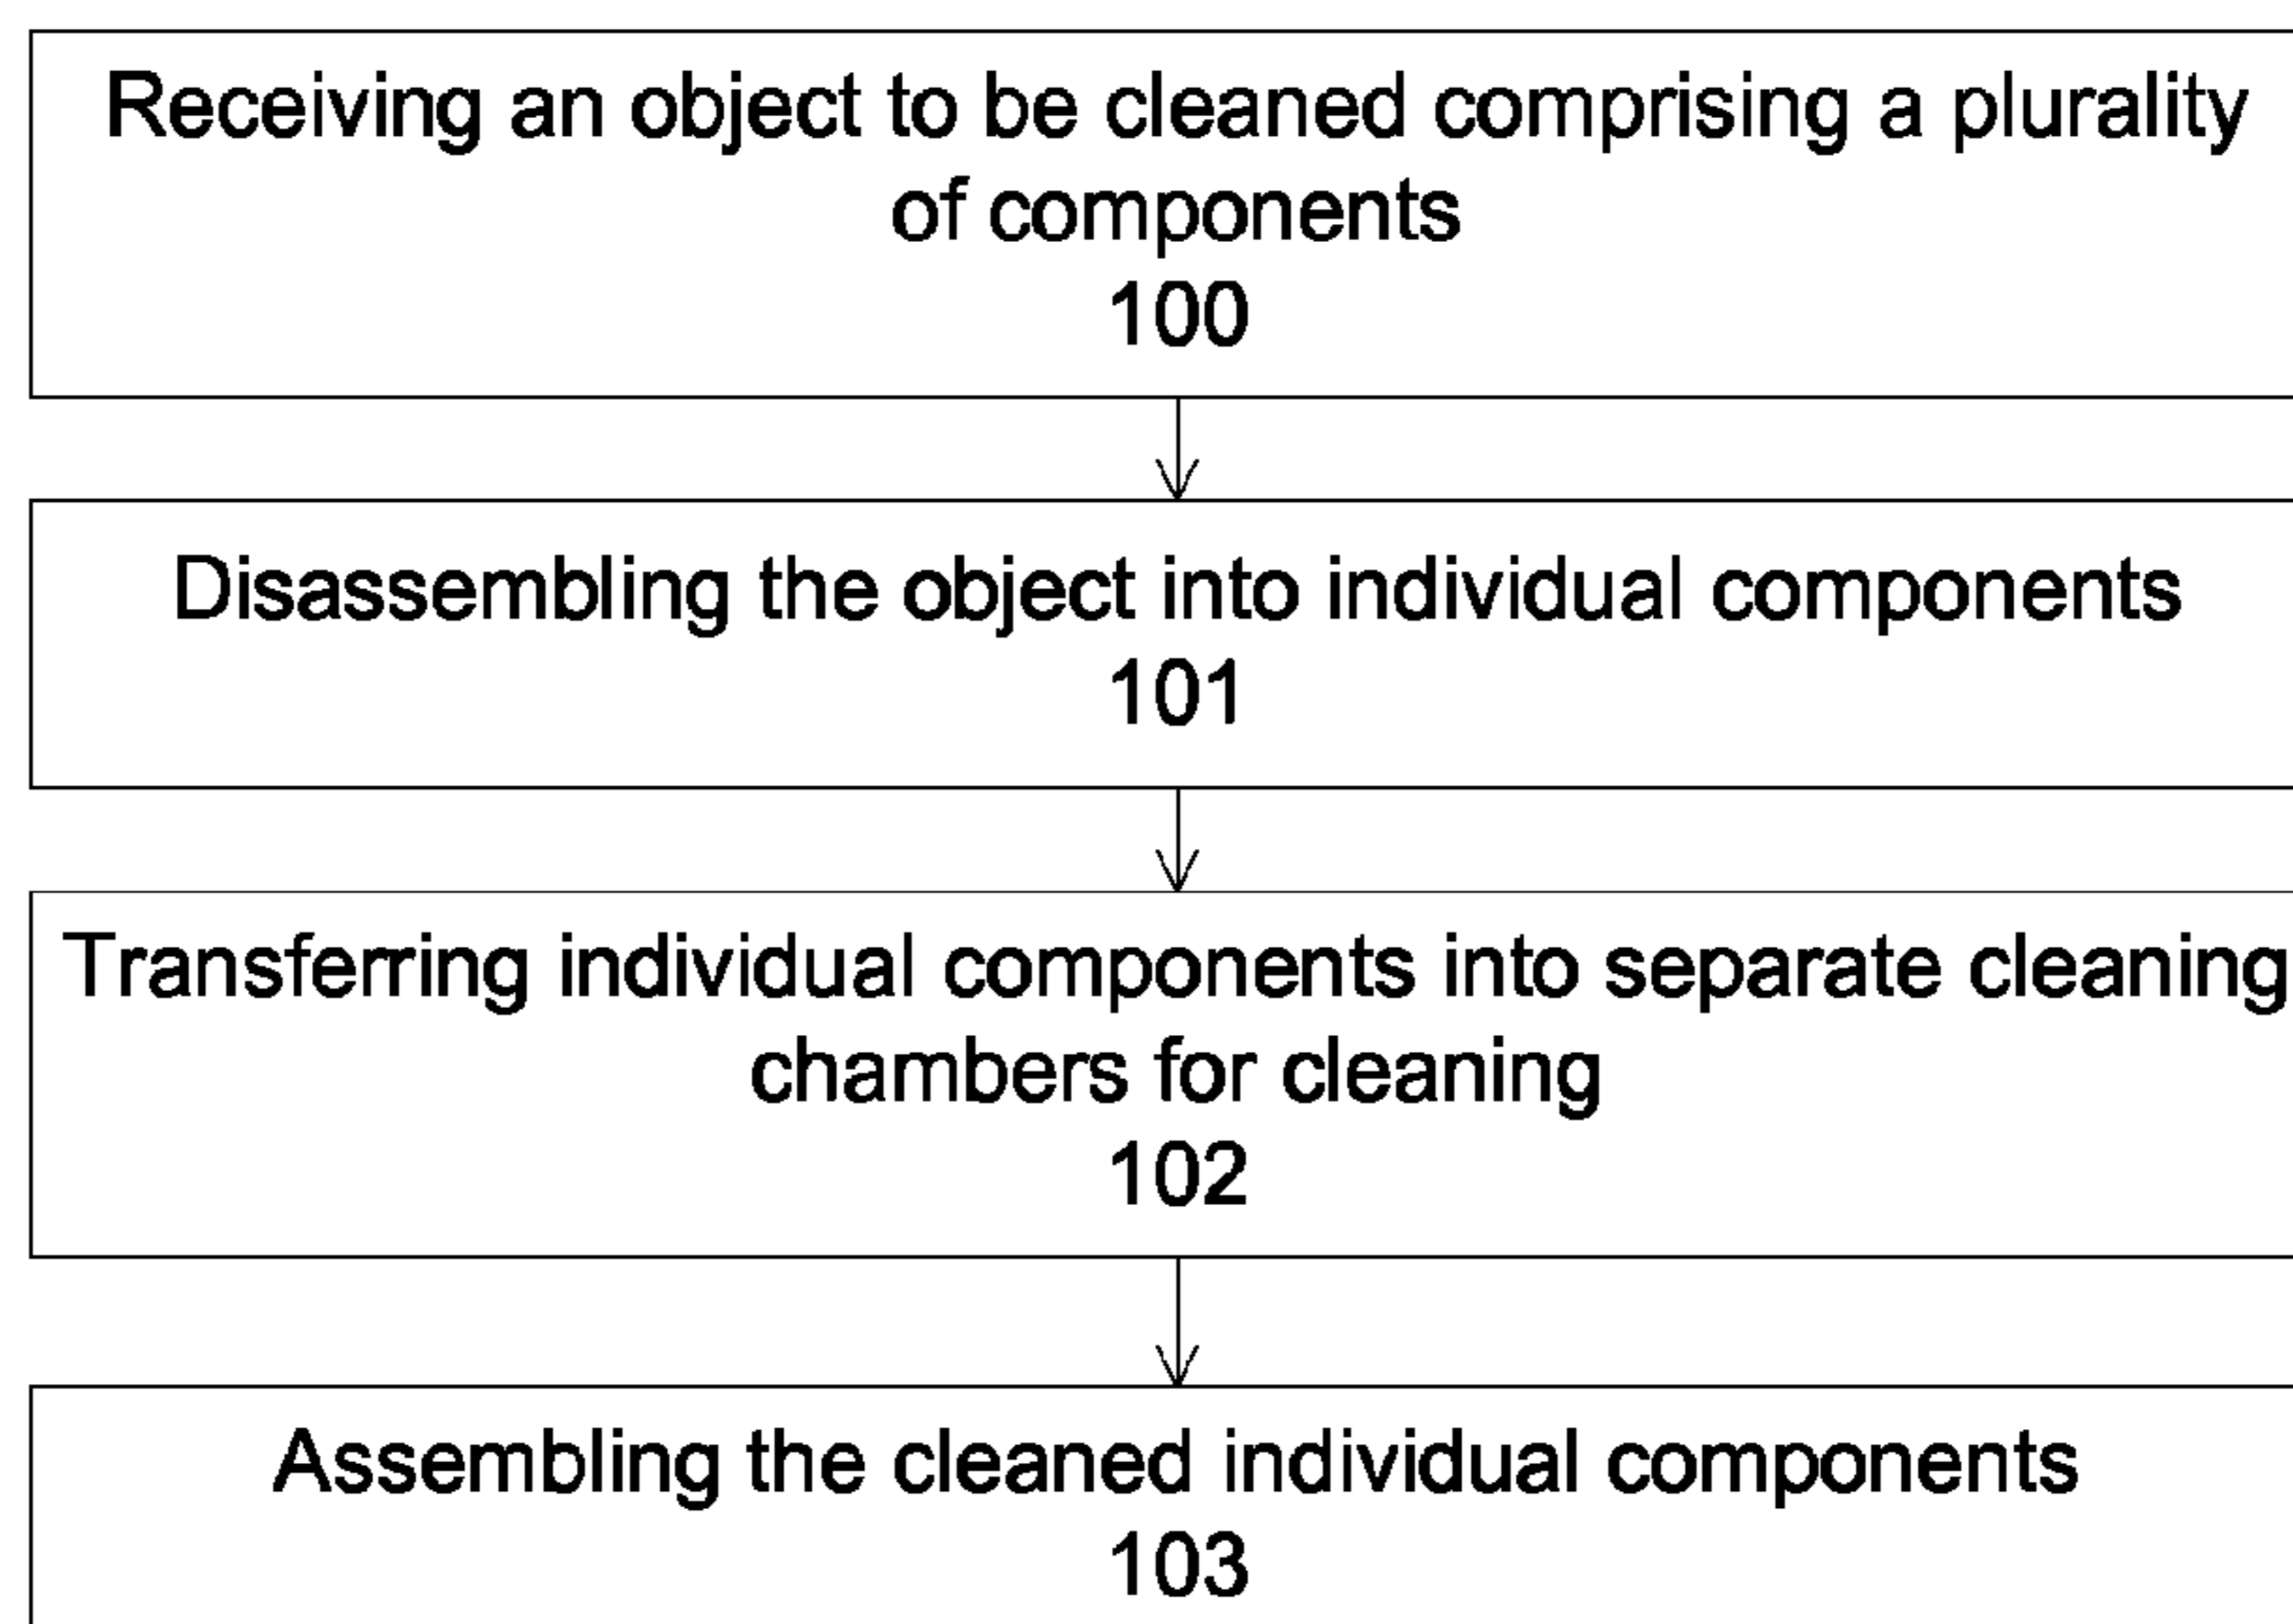 Receiving an object to be cleaned comprising a plurality
of components
100
Disassembling the object into individual components
101
Transferring individual components into separate cleaning
chambers for cleaning
102
Assembling the cleaned individual components
103